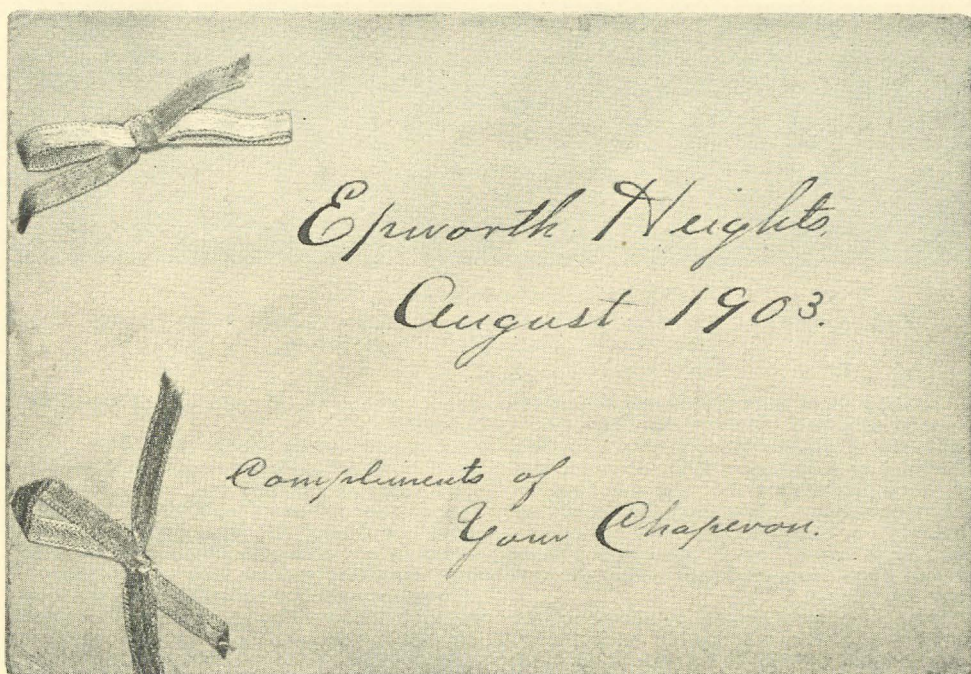 Epworth Heights,
August 1903.
Compliments of
Your Chaperon.